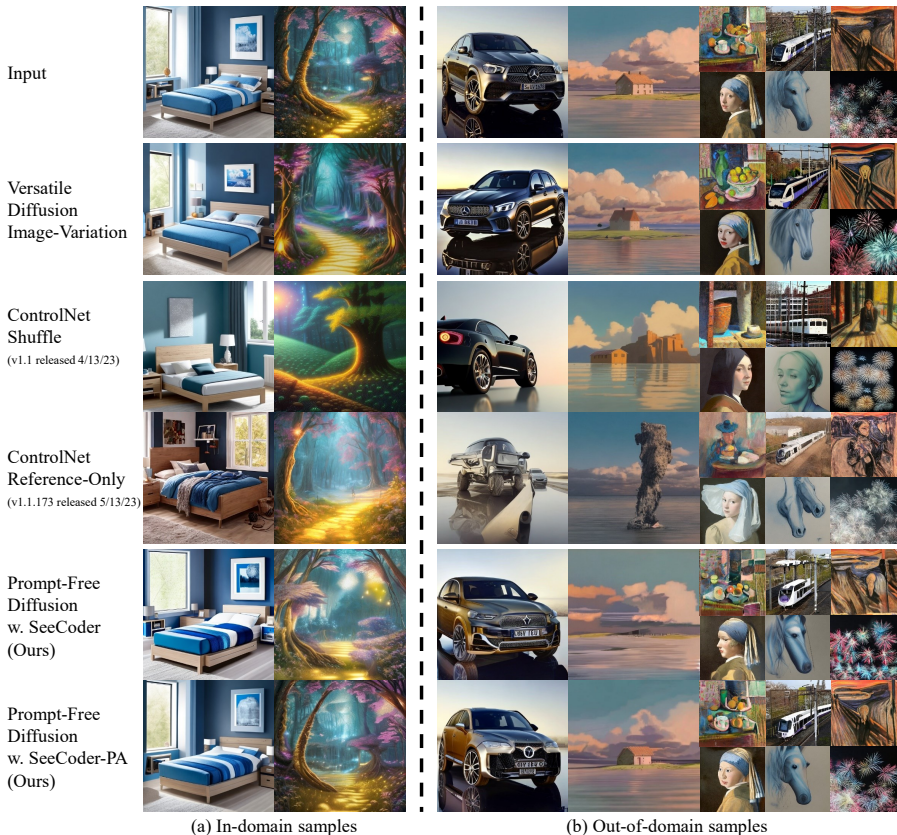 Input
Versatile
Diffusion
Image-Variation
ControlNet
Shuffle
(v1.1 released 4/13/23)
ControlNet
Reference-Only
(v1.1.173 released 5/13/23)
Prompt-Free
Diffusion
w. SeeCoder
(Ours)
Prompt-Free
Diffusion
w. SeeCoder-PA
(Ours)
(a) In-domain samples
(b) Out-of-domain samples